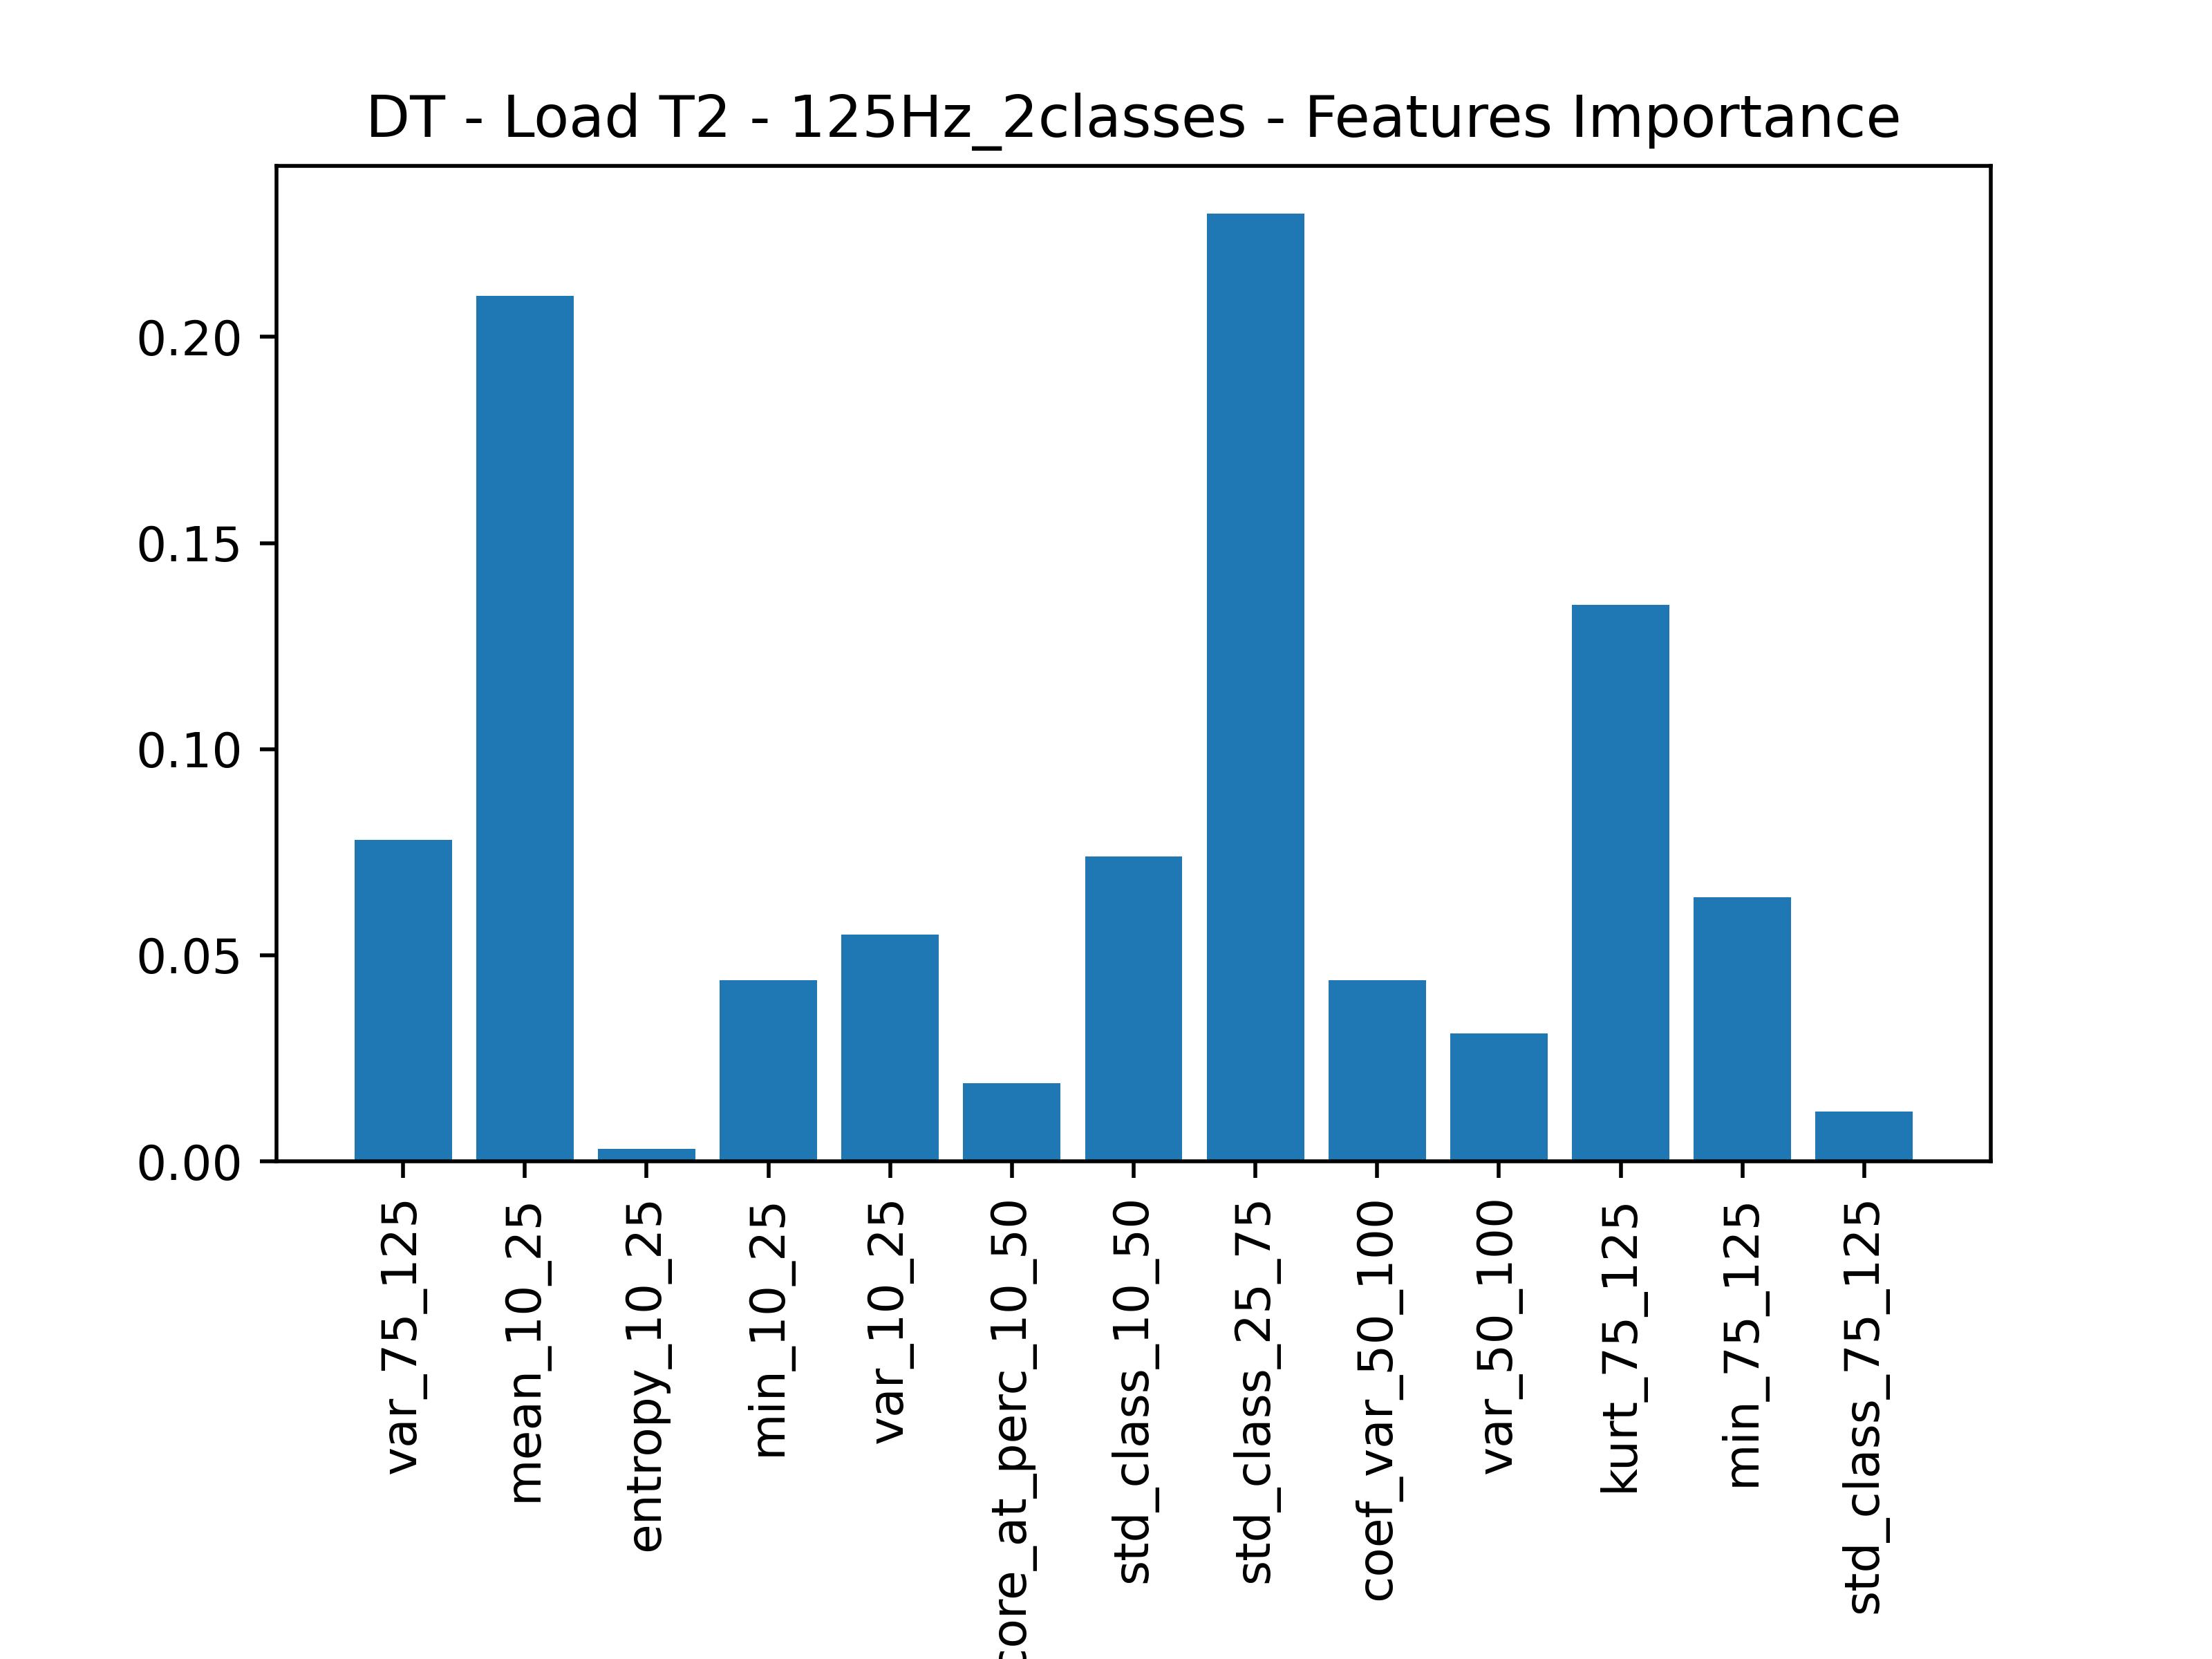 DT - Load T2 - 125Hz_2classes - Features Importance
0.20
0.15
0.10
0.05
0.00
var_75_125
mean_10_25
entropy_10_25
min_10_25
var_10_25
core_at_perc_10_50
std_class_10_50
std_class_25_75
coef_var_50_100
var_50_100
kurt_75_125
min_75_125
std_class_75_125